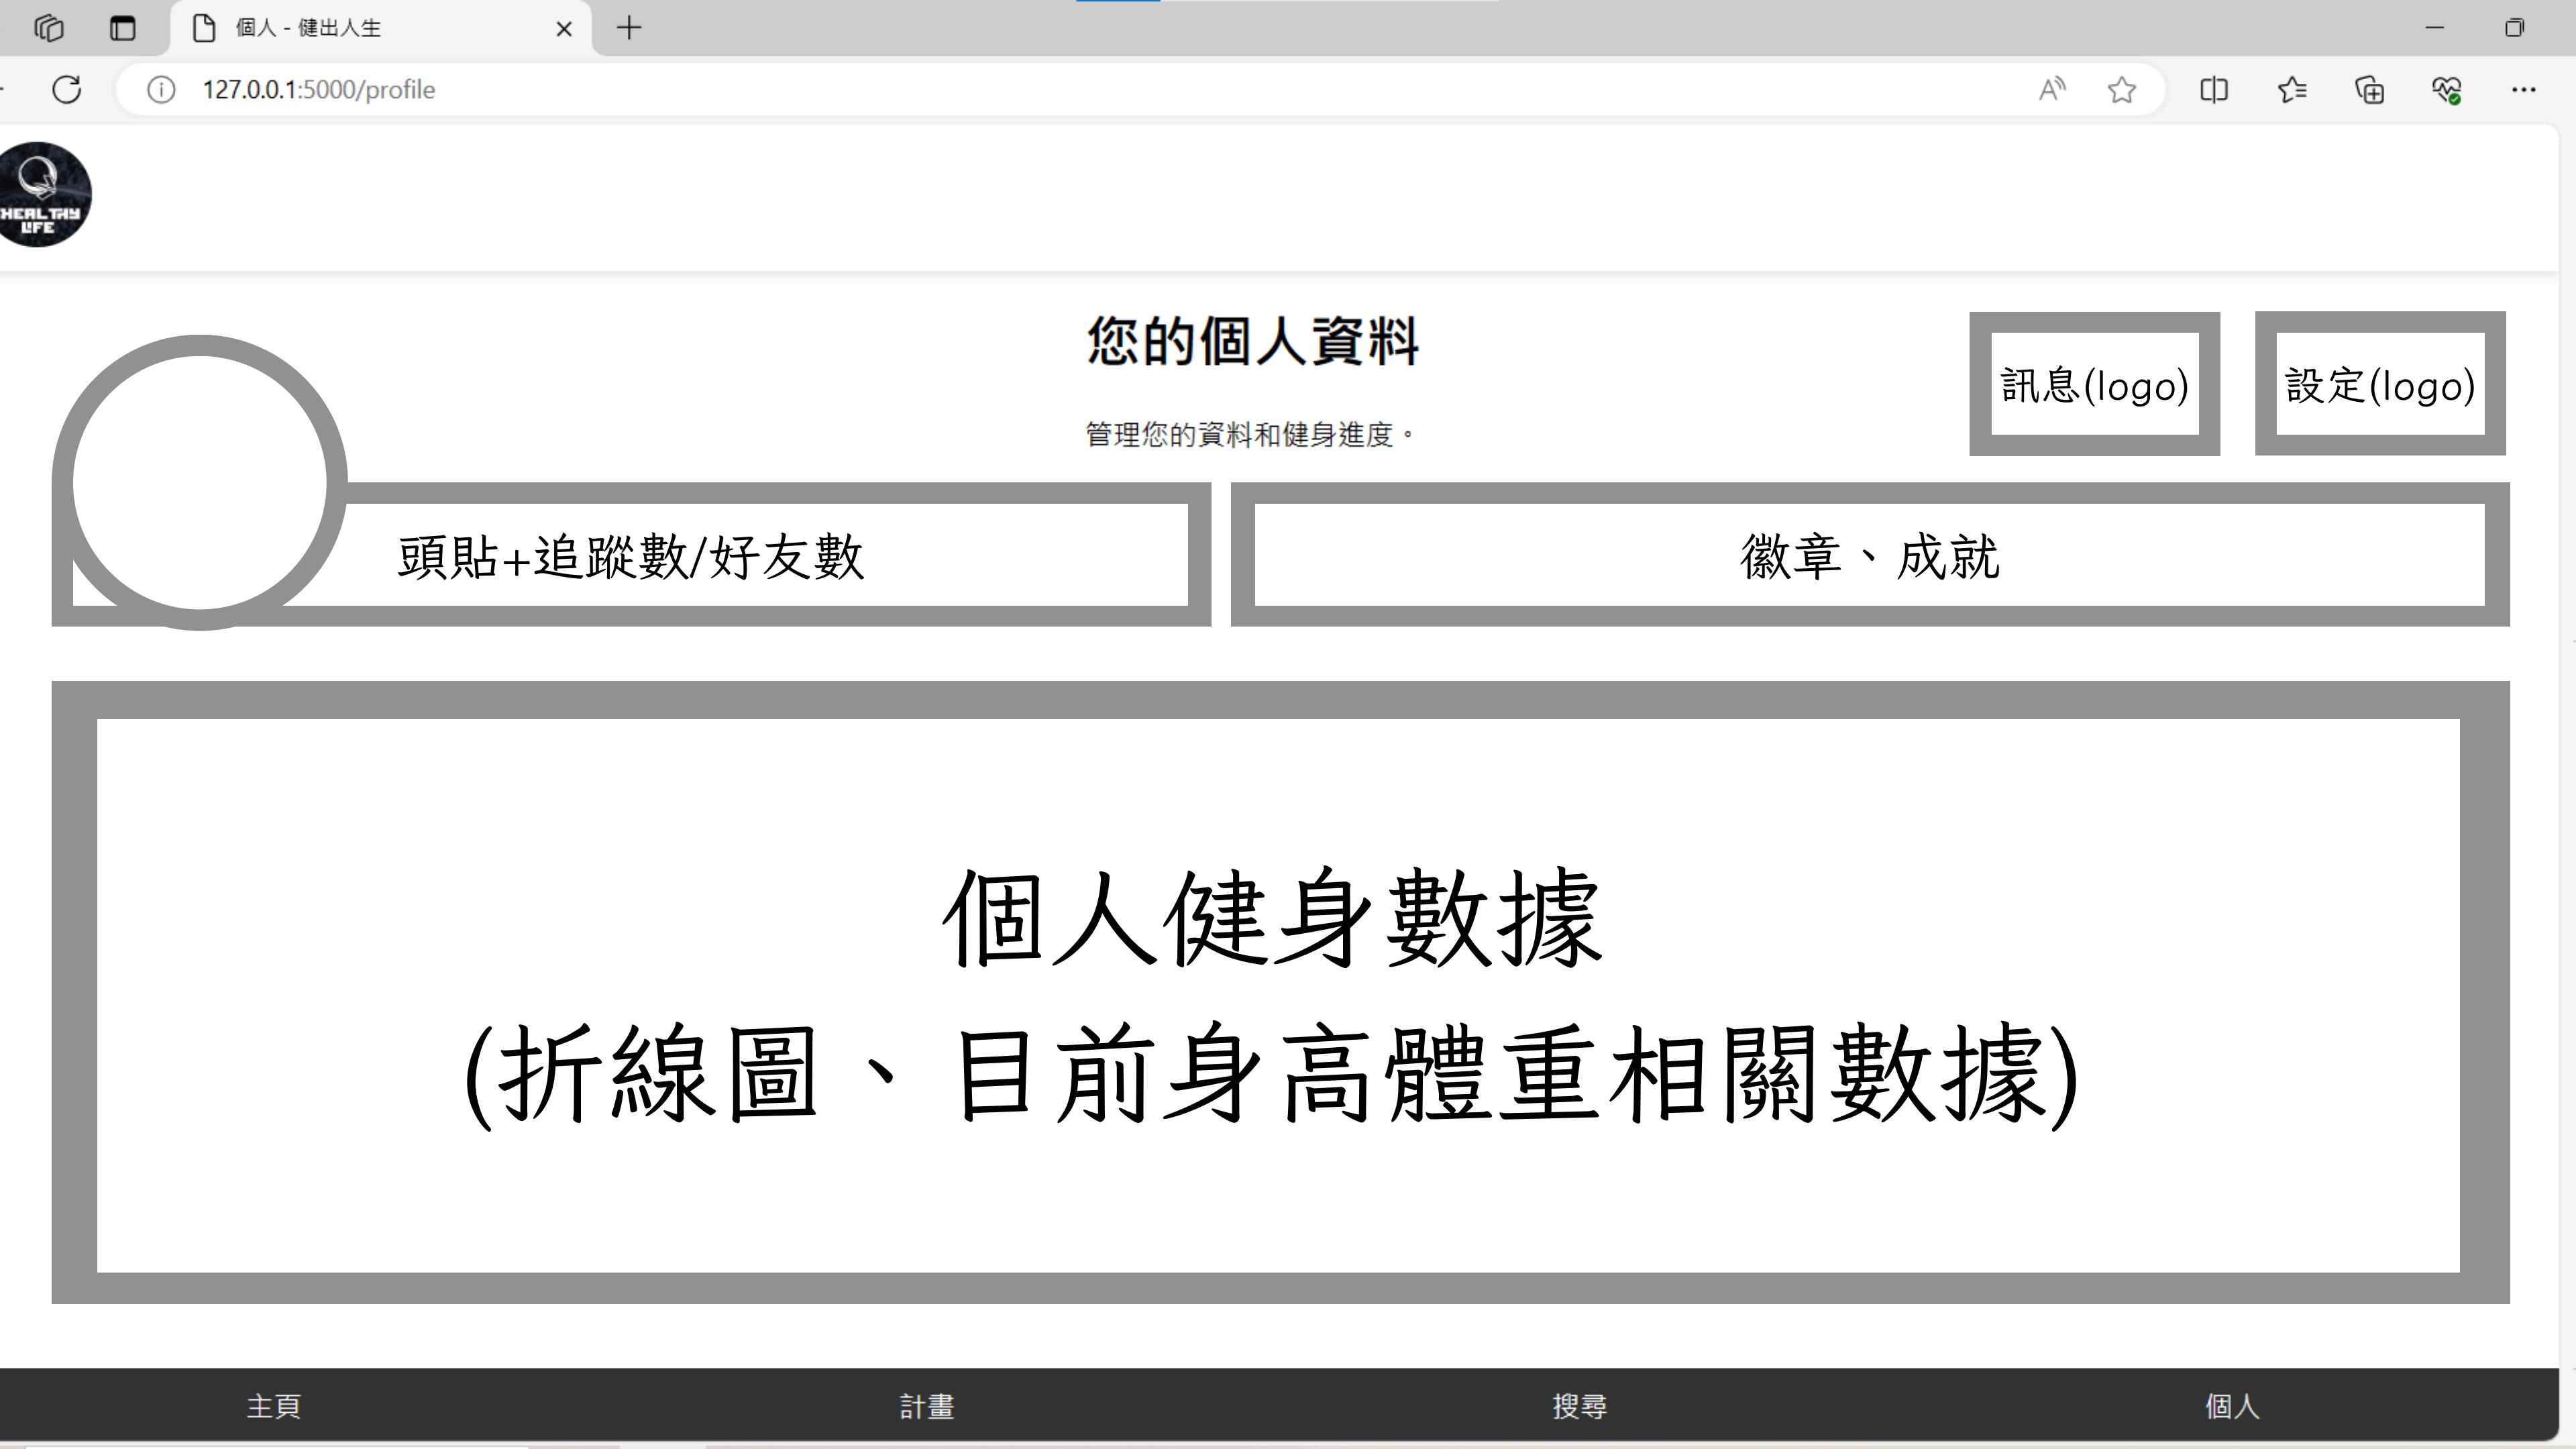 個人 - 健出人生
127.0.0.1:5000/profile
HEALTHY
LIFE
您的個人資料
管理您的資料和健身進度。
訊息(logo)
設定(logo)
頭貼+追蹤數/好友數
徽章、成就
個人健身數據
(折線圖、目前身高體重相關數據)
主頁
計畫
搜尋
個人